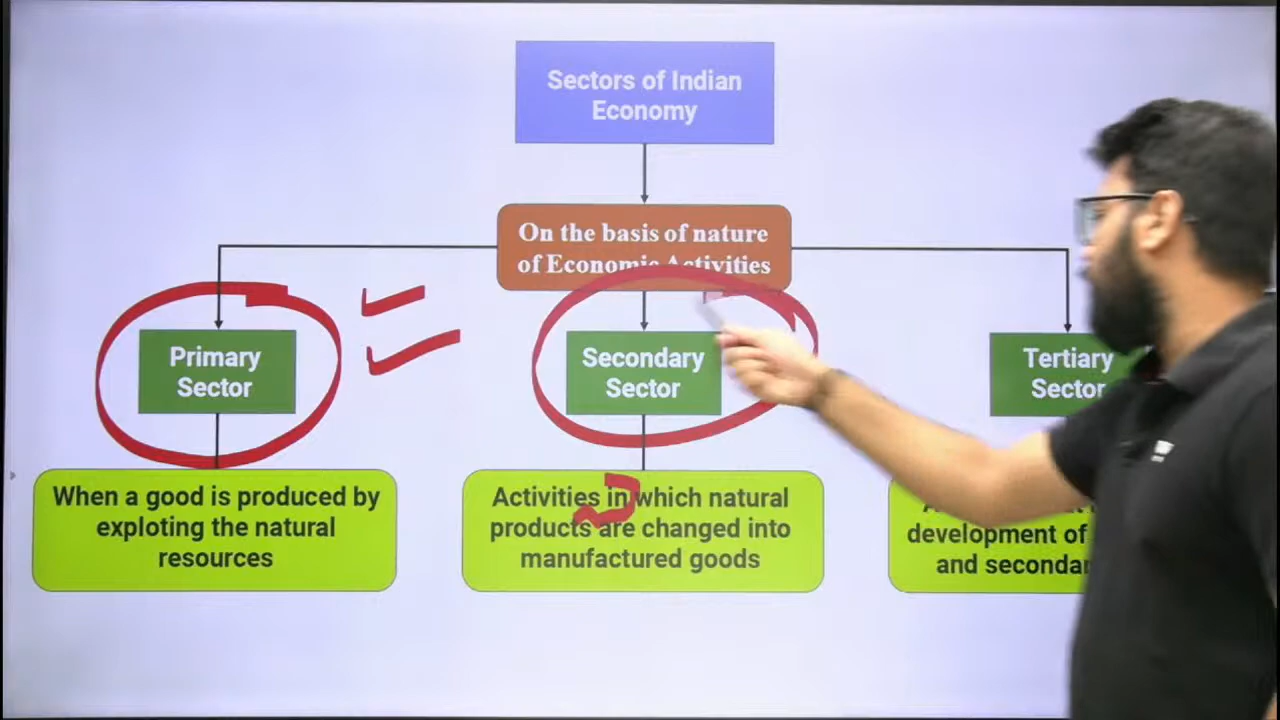 Sectors of Indian
Economy
On the basis of nature
of Economic Activities
Primary
Sector
Secondary
Sector
Tertiary
Sector
When a good is produced by
exploting the natural
resources
Activities in which natural
products are changed into
manufactured goods
development of
and secondar